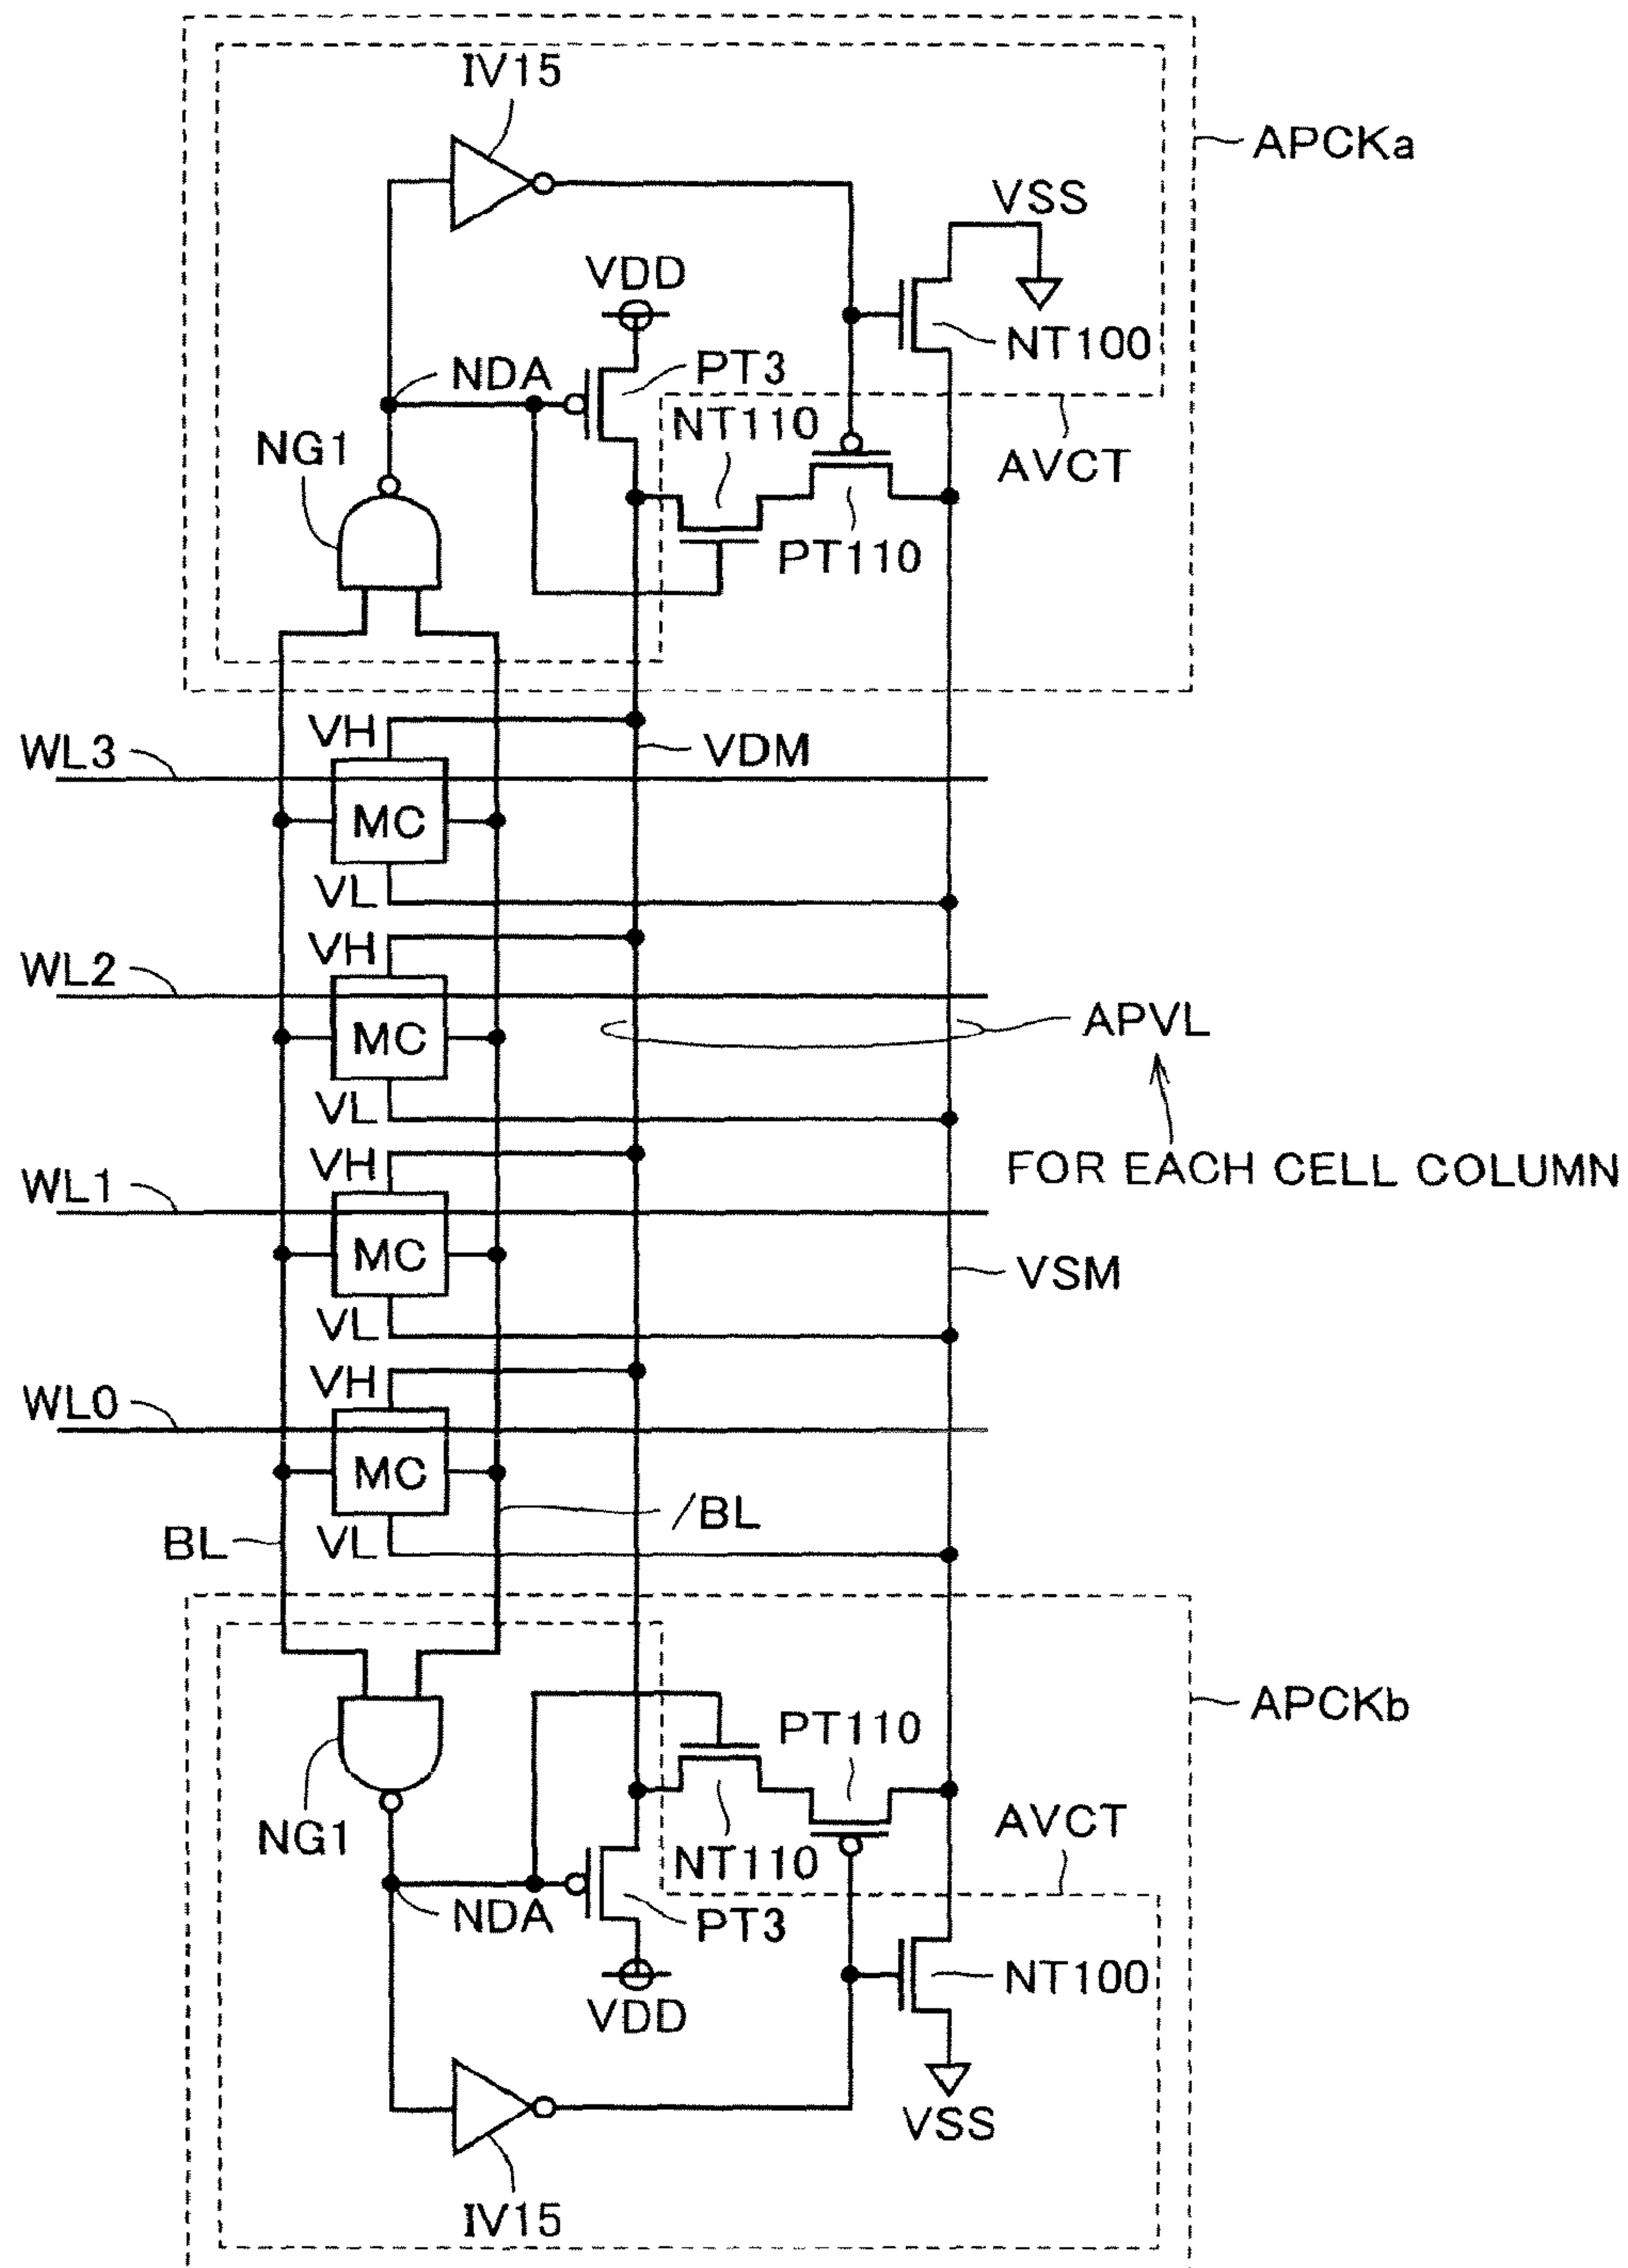 IV15
APCKa
VSS
VDD
NT100
NDA
PT3
NT110
NG1
AVCT
PT110
VH
WL3
VDM
MC
VL
VH
WL2
MC
APVL
VL
VH
FOR EACH CELL COLUMN
WL1
MC
VSM
VL
VH
WL0
MC
/BL
BL
VL
APCKb
PT110
AVCT
NG1
NT110
NDA
PT3
NT100
VDD
VSS
IV15